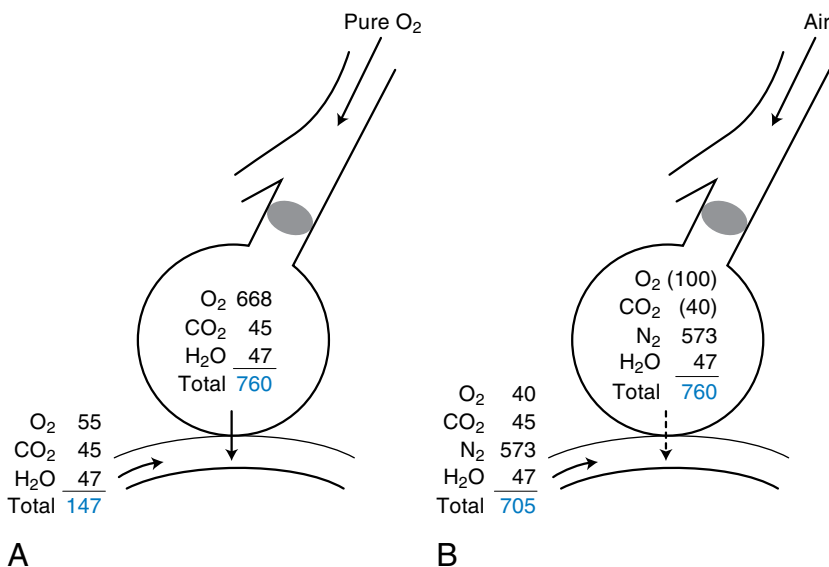 Pure O₂
O₂ 668
CO₂ 45
H₂O 47
Total 760
O₂ 55
CO₂ 45
H₂O 47
Total 147
A
Air
O₂ (100)
CO₂ (40)
N₂ 573
H₂O 47
Total 760
O₂ 40
CO₂ 45
N₂ 573
H₂O 47
Total 705
B